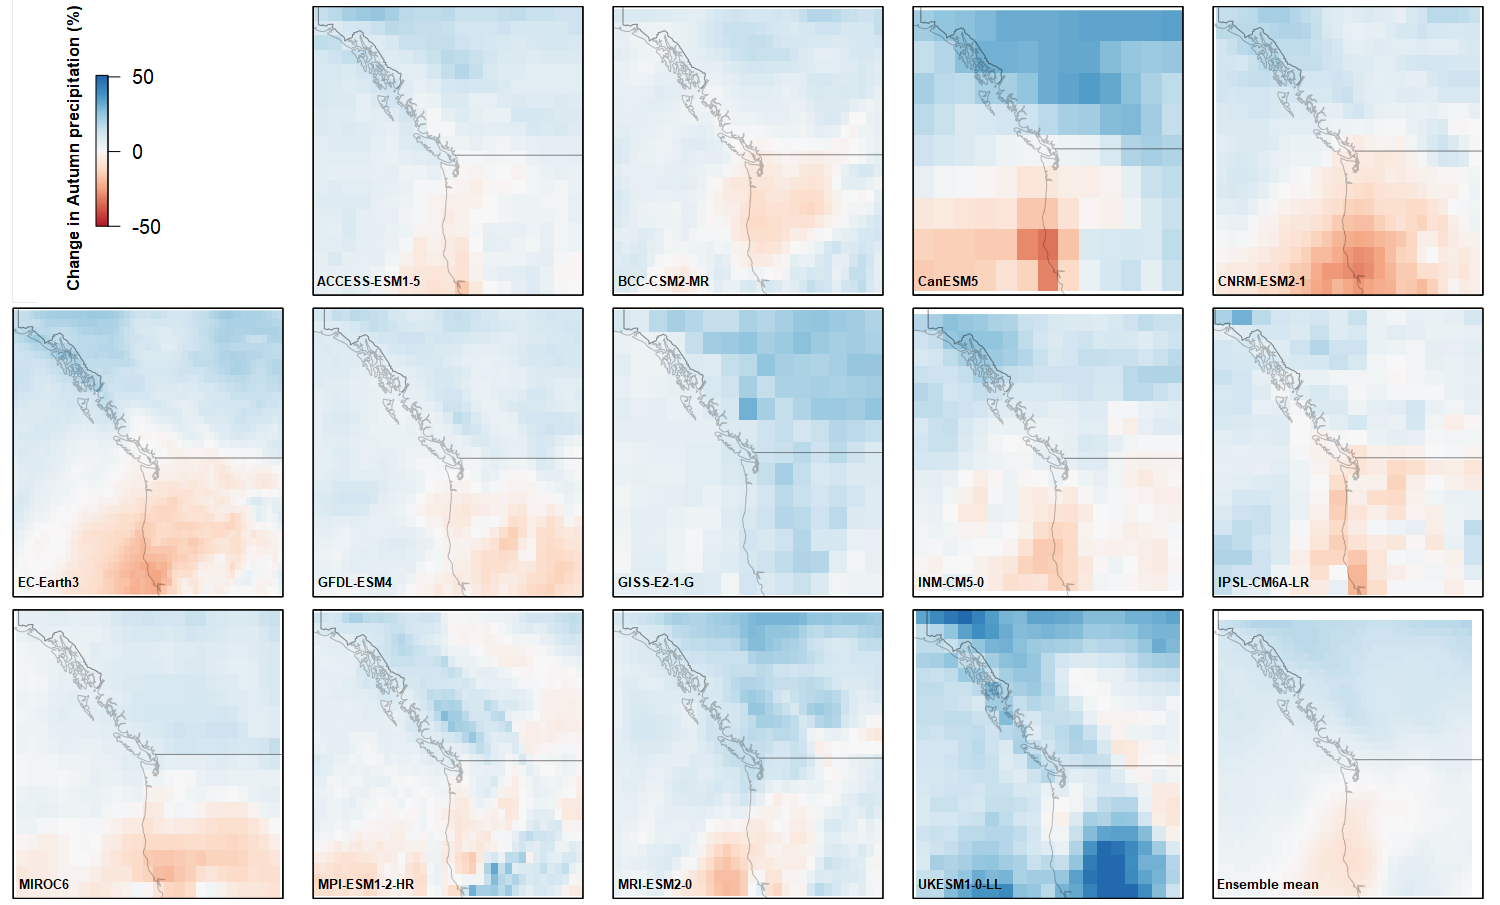 Change in Autumn precipitation (%)
50
0
-50
ACCESS-ESM1-5
BCC-CSM2-MR
CanESM5
CNRM-ESM2-1
EC-Earth3
GFDL-ESM4
GISS-E2-1-G
INM-CM5-0
IPSL-CM6A-LR
MIROC6
MPI-ESM1-2-HR
MRI-ESM2-0
UKESM1-0-LL
Ensemble mean